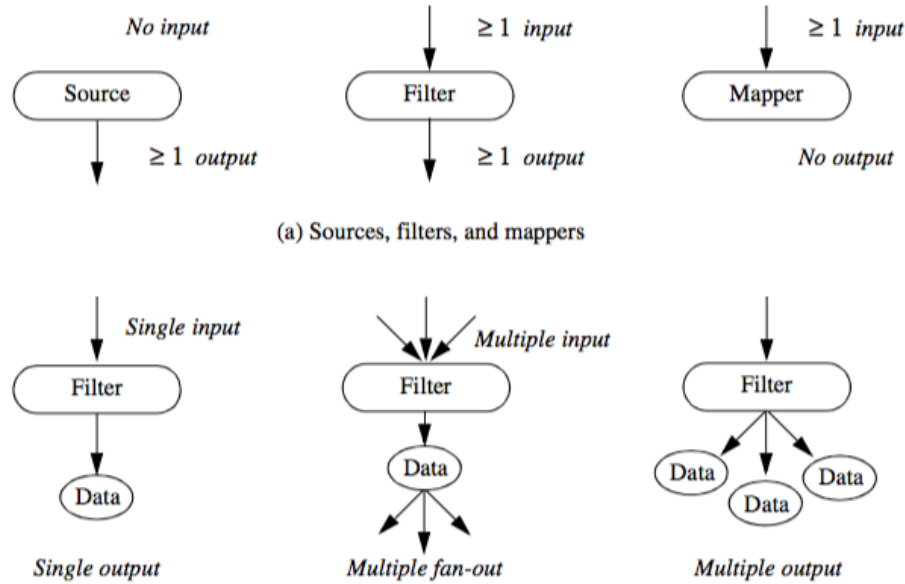 No input
≥ 1 input
≥ 1 input
Source
Filter
Mapper
≥ 1 output
≥ 1 output
No output
(a) Sources, filters, and mappers
Single input
Multiple input
Filter
Filter
Filter
Data
Data
Data
Data
Data
Single output
Multiple fan-out
Multiple output